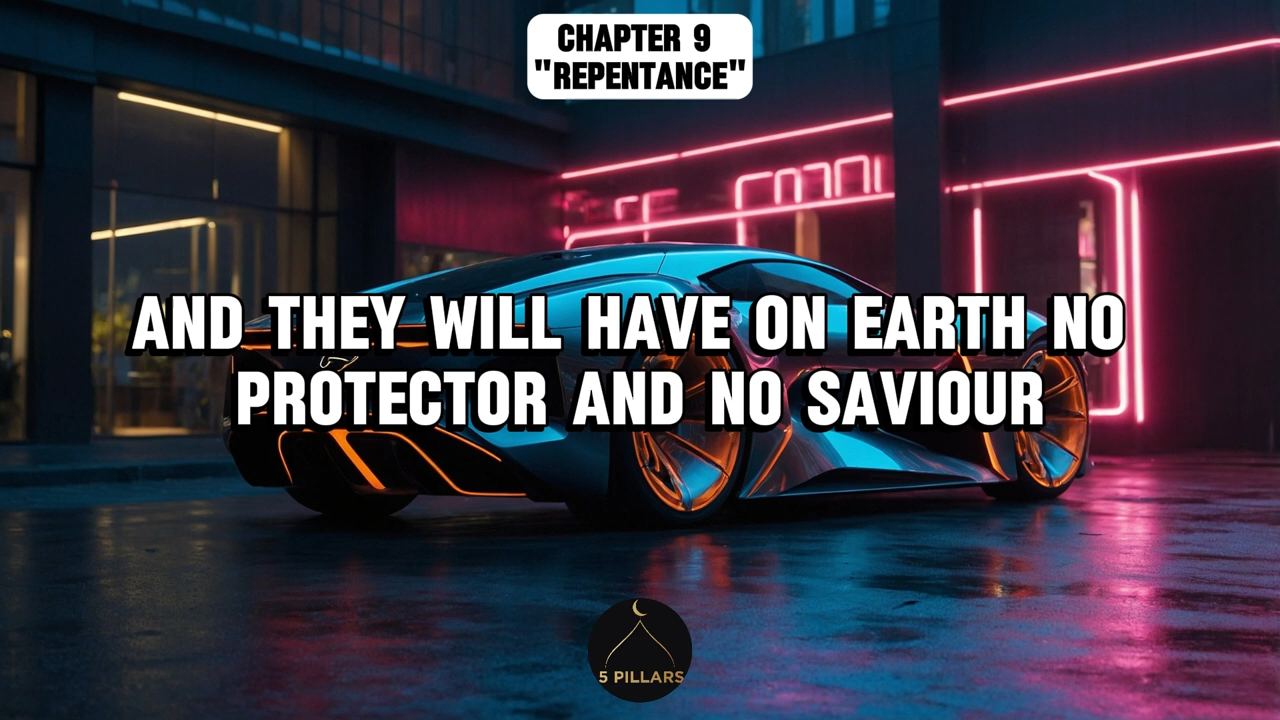 CHAPTER 9
"REPENTANCE"
AND THEY WILL HAVE ON EARTH NO
PROTECTOR AND NO SAVIOUR
5 PILLARS